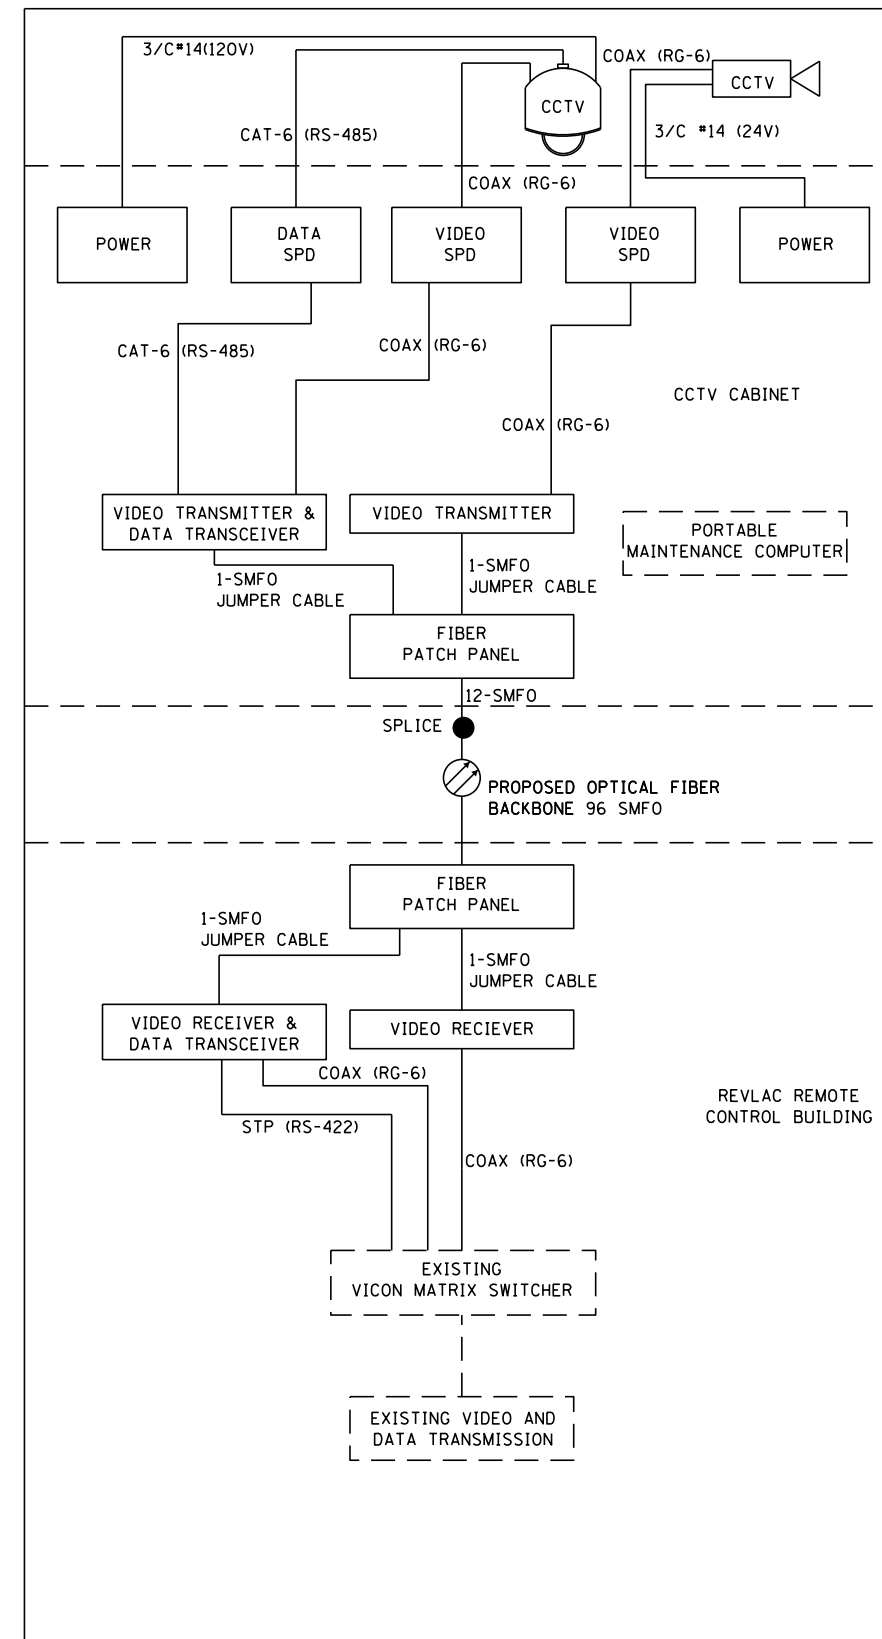 3/C#14(120V)
COAX (RG-6)
CCTV
CCTV
CAT-6 (RS-485)
3/C #14 (24V)
COAX (RG-6)
POWER
DATA
SPD
VIDEO
SPD
VIDEO
SPD
POWER
CAT-6 (RS-485)
COAX (RG-6)
CCTV CABINET
COAX (RG-6)
VIDEO TRANSMITTER &
DATA TRANSCEIVER
VIDEO TRANSMITTER
PORTABLE
MAINTENANCE COMPUTER
1-SMFO
JUMPER CABLE
1-SMFO
JUMPER CABLE
FIBER
PATCH PANEL
12-SMFO
SPLICE
PROPOSED OPTICAL FIBER
BACKBONE 96 SMFO
FIBER
PATCH PANEL
1-SMFO
JUMPER CABLE
1-SMFO
JUMPER CABLE
VIDEO RECEIVER &
DATA TRANSCEIVER
VIDEO RECIEVER
COAX (RG-6)
STP (RS-422)
REVLAC REMOTE
CONTROL BUILDING
COAX (RG-6)
EXISTING
VICON MATRIX SWITCHER
EXISTING VIDEO AND
DATA TRANSMISSION